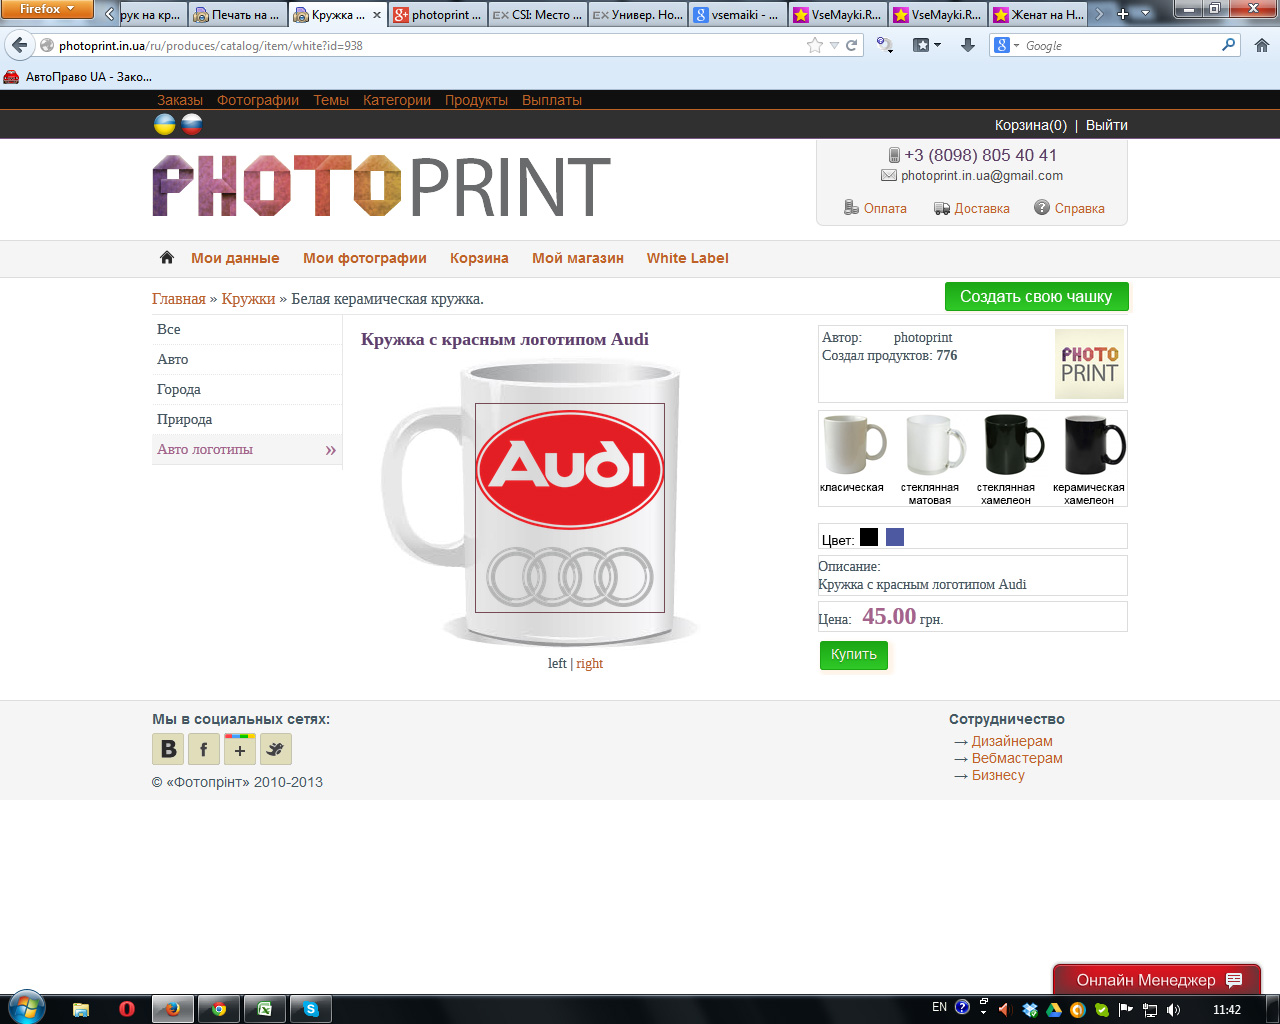 Firefox
рук на кр...
Печать на ...
Кружка ...
photoprint ...
CSI: Место ...
Универ. Но...
vsemaiki - ...
VseMayki.R...
VseMayki.R...
Женат на Н...
photoprint.in.ua/ru/produces/catalog/item/white?id=938
Google
АвтоПраво UA - Зако...
Заказы Фотографии Темы Категории Продукты Выплаты
Корзина(0) | Выйти
PHOTOPRINT
+3 (8098) 805 40 41
photoprint.in.ua@gmail.com
Оплата Доставка Справка
Мои данные Мои фотографии Корзина Мой магазин White Label
Главная » Кружки » Белая керамическая кружка.
Создать свою чашку
Все
Авто
Города
Природа
Авто логотипы »
Кружка с красным логотипом Audi
Audi
left | right
Автор: photoprint
Создал продуктов: 776
PHOTO
PRINT
класическая
стеклянная матовая
стеклянная хамелеон
керамическая хамелеон
Цвет:
Описание:
Кружка с красным логотипом Audi
Цена: 45.00 грн.
Купить
Мы в социальных сетях:
B f +
© «Фотопрінт» 2010-2013
Сотрудничество
→ Дизайнерам
→ Вебмастерам
→ Бизнесу
Онлайн Менеджер
EN
11:42